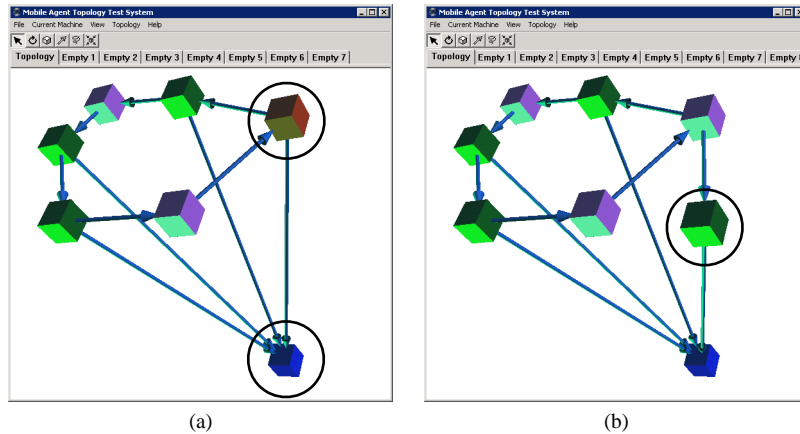 Mobile Agent Topology Test System
File Current Machine View Topology Help
Topology Empty 1 Empty 2 Empty 3 Empty 4 Empty 5 Empty 6 Empty 7
(a)
Mobile Agent Topology Test System
File Current Machine View Topology Help
Topology Empty 1 Empty 2 Empty 3 Empty 4 Empty 5 Empty 6 Empty 7 Empty 8
(b)